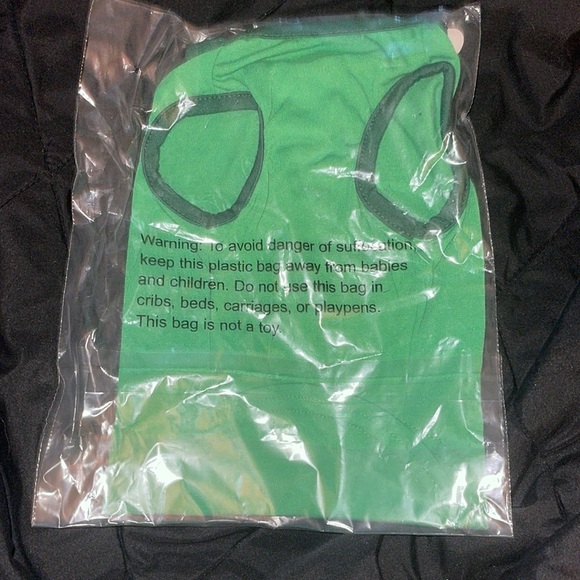 Warning: To avoid danger of suffocation,
keep this plastic bag away from babies
and children. Do not use this bag in
cribs, beds, carriages, or playpens.
This bag is not a toy.